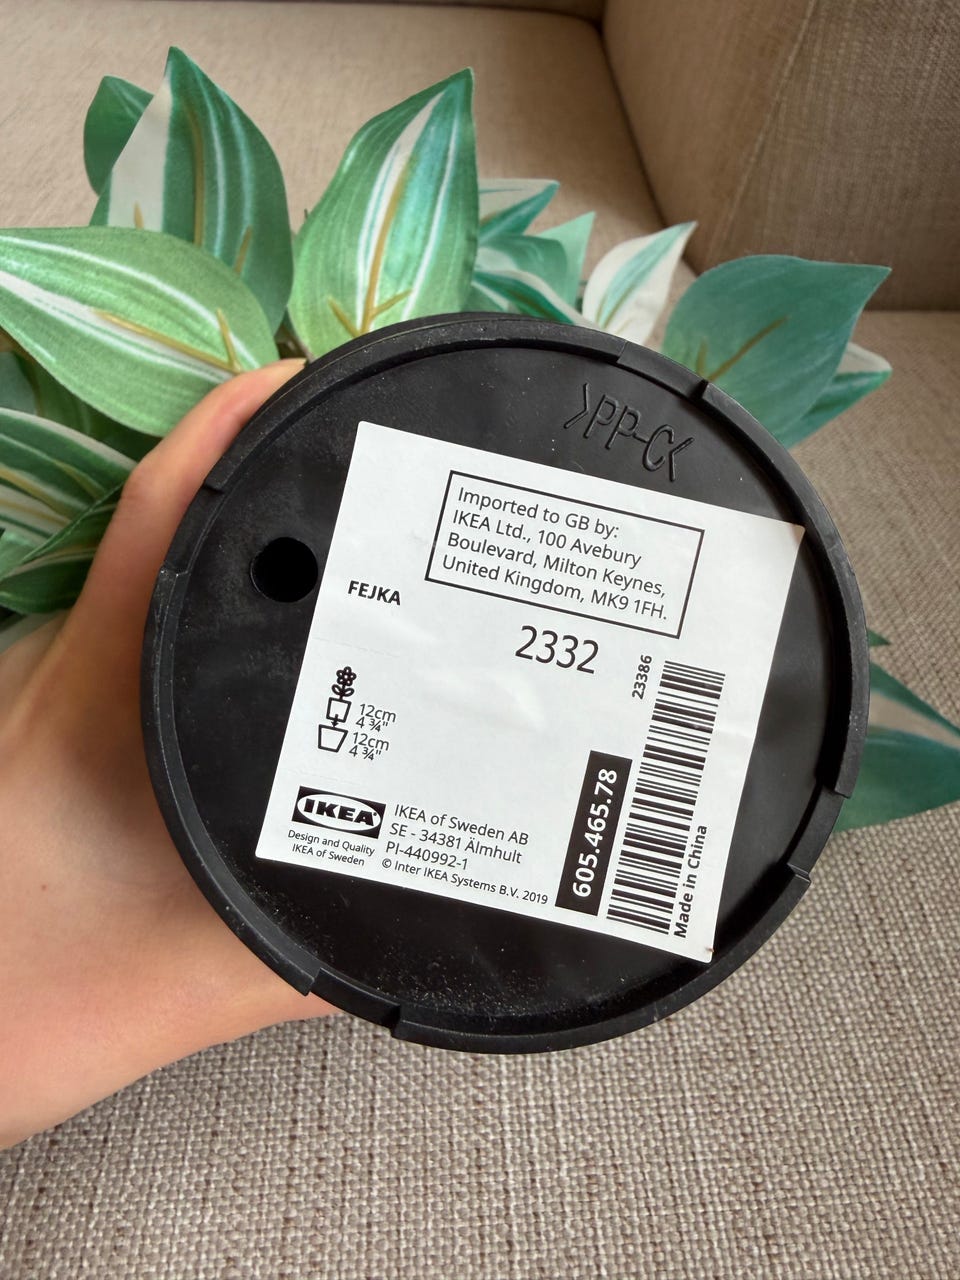 >PP-C<
Imported to GB by:
IKEA Ltd., 100 Avebury
Boulevard, Milton Keynes,
United Kingdom, MK9 1FH.
FEJKA
2332
23386
12cm
4 ¾"
12cm
4 ¾"
605.465.78
Made in China
IKEA®
Design and Quality
IKEA of Sweden
IKEA of Sweden AB
SE - 34381 Älmhult
PI-440992-1
© Inter IKEA Systems B.V. 2019